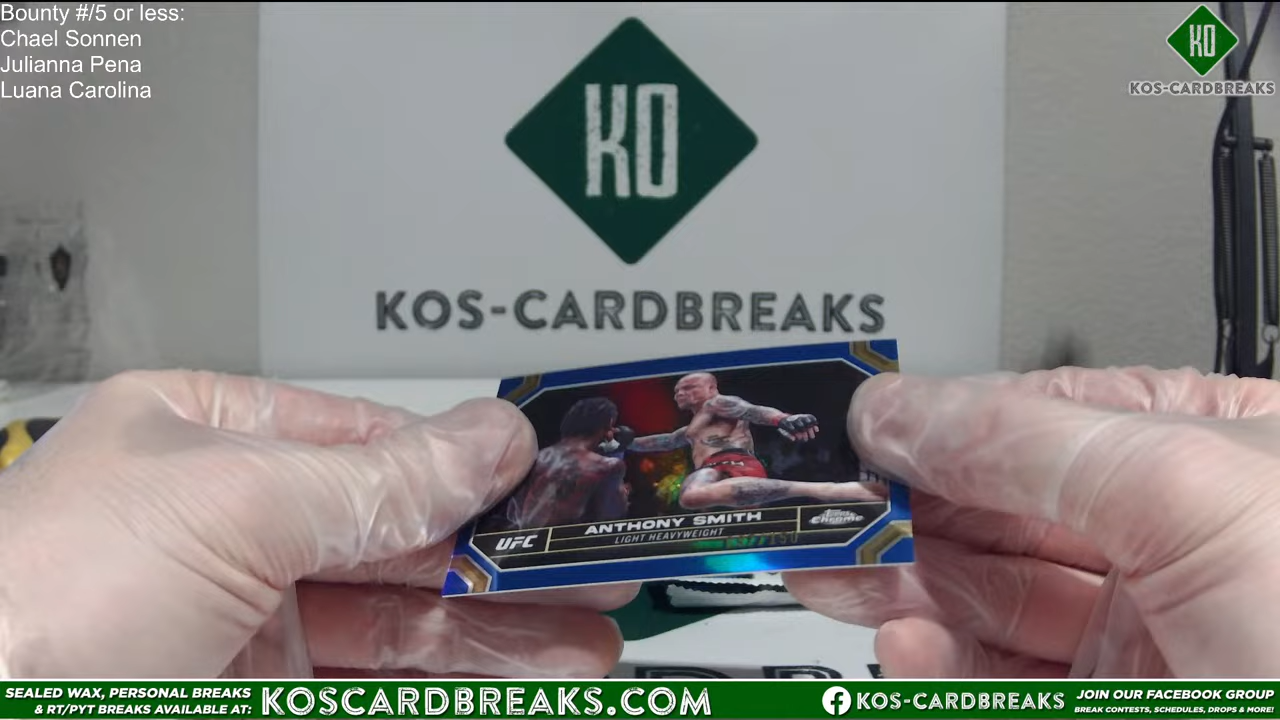 Bounty #/5 or less:
Chael Sonnen
Julianna Pena
Luana Carolina
KO
KOS-CARDBREAKS
KO
KOS-CARDBREAKS
ANTHONY SMITH
LIGHT HEAVYWEIGHT
UFC
Topps
Chrome
SEALED WAX, PERSONAL BREAKS
& RT/PYT BREAKS AVAILABLE AT:
KOSCARDBREAKS.COM
KOS-CARDBREAKS
JOIN OUR FACEBOOK GROUP
BREAK CONTESTS, SCHEDULES, DROPS & MORE!